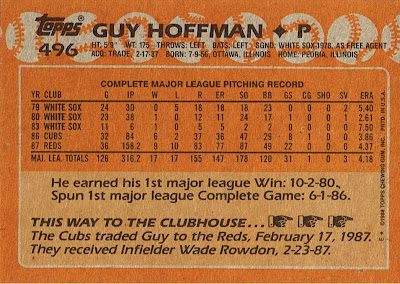 Topps
496
GUY HOFFMAN ✦ P
HT: 5'9" WT: 175 THROWS: LEFT BATS: LEFT SGND: WHITE SOX-1978, AS FREE AGENT
ACQ: TRADE, 2-17-87 BORN: 7-9-56, OTTAWA, ILLINOIS HOME: PEORIA, ILLINOIS
COMPLETE MAJOR LEAGUE PITCHING RECORD
YR CLUB G IP W L R ER SO BB GS CG SHO SV ERA
79 WHITE SOX 24 30 0 5 18 18 18 23 0 0 0 2 5.40
80 WHITE SOX 23 38 1 0 12 11 24 17 1 0 0 1 2.61
83 WHITE SOX 11 6 1 0 5 5 2 2 0 0 0 0 7.50
86 CUBS 32 84 6 2 37 36 47 29 8 1 0 0 3.86
87 REDS 36 158.2 9 10 83 77 87 49 22 0 0 0 4.37
MAJ. LEA. TOTALS 126 316.2 17 17 155 147 178 120 31 1 0 3 4.18
He earned his 1st major league Win: 10-2-80.
Spun 1st major league Complete Game: 6-1-86.
THIS WAY TO THE CLUBHOUSE...
The Cubs traded Guy to the Reds, February 17, 1987.
They received Infielder Wade Rowdon, 2-23-87.
© 1988 TOPPS CHEWING GUM, INC. PRTD. IN U.S.A.